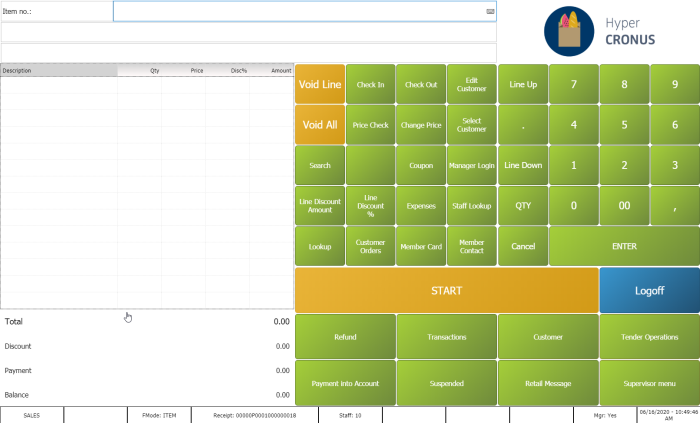 Item no.:
Hyper
CRONUS
Description Qty Price Disc% Amount
Total 0.00
Discount 0.00
Payment 0.00
Balance 0.00
Void Line Check In Check Out Edit Customer Line Up 7 8 9
Void All Price Check Change Price Select Customer . 4 5 6
Search Coupon Manager Login Line Down 1 2 3
Line Discount Amount Line Discount % Expenses Staff Lookup QTY 0 00 ,
Lookup Customer Orders Member Card Member Contact Cancel ENTER
START Logoff
Refund Transactions Customer Tender Operations
Payment Into Account Suspended Retail Message Supervisor menu
SALES FMode: ITEM Receipt: 00000P0001000000018 Staff: 10 Mgr: Yes 06/16/2020 - 10:49:46 AM